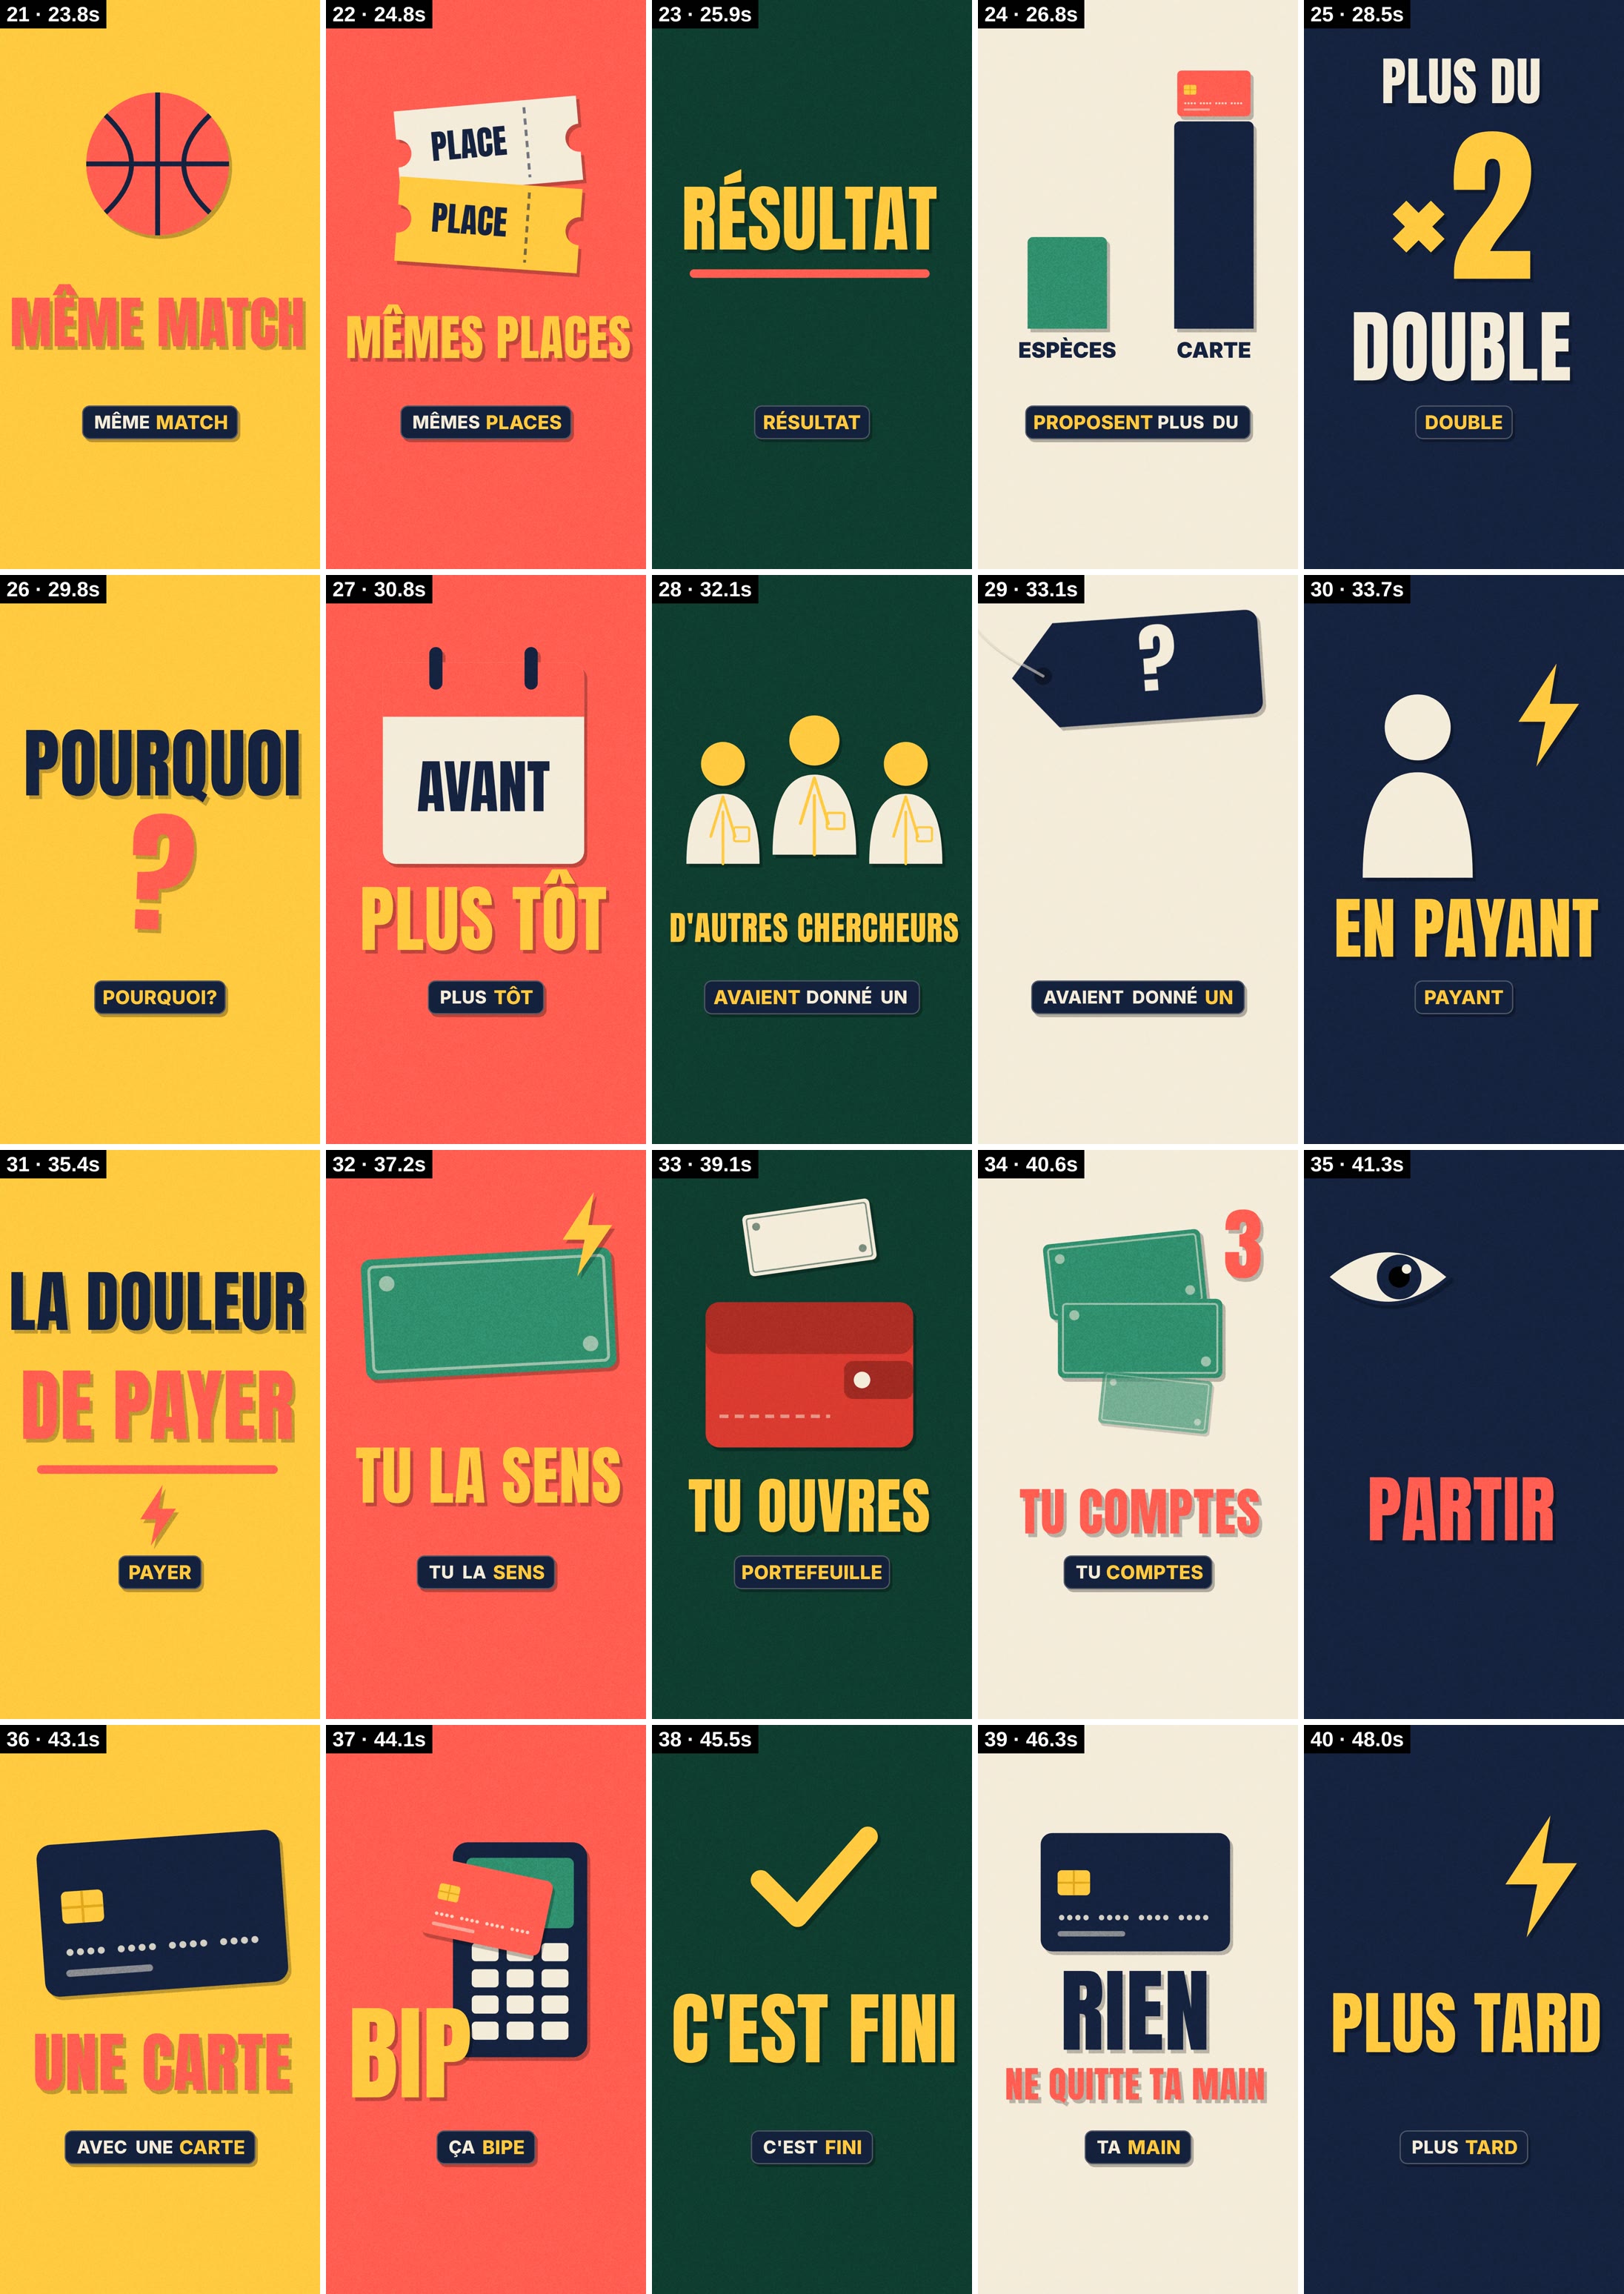 21 · 23.8s
MÊME MATCH
MÊME MATCH
22 · 24.8s
PLACE
PLACE
MÊMES PLACES
MÊMES PLACES
23 · 25.9s
RÉSULTAT
RÉSULTAT
24 · 26.8s
ESPÈCES CARTE
PROPOSENT PLUS DU
25 · 28.5s
PLUS DU
×2
DOUBLE
DOUBLE
26 · 29.8s
POURQUOI
?
POURQUOI?
27 · 30.8s
AVANT
PLUS TÔT
PLUS TÔT
28 · 32.1s
D'AUTRES CHERCHEURS
AVAIENT DONNÉ UN
29 · 33.1s
?
AVAIENT DONNÉ UN
30 · 33.7s
EN PAYANT
PAYANT
31 · 35.4s
LA DOULEUR
DE PAYER
PAYER
32 · 37.2s
TU LA SENS
TU LA SENS
33 · 39.1s
TU OUVRES
PORTEFEUILLE
34 · 40.6s
3
TU COMPTES
TU COMPTES
35 · 41.3s
PARTIR
36 · 43.1s
UNE CARTE
AVEC UNE CARTE
37 · 44.1s
BIP
ÇA BIPE
38 · 45.5s
C'EST FINI
C'EST FINI
39 · 46.3s
RIEN
NE QUITTE TA MAIN
TA MAIN
40 · 48.0s
PLUS TARD
PLUS TARD